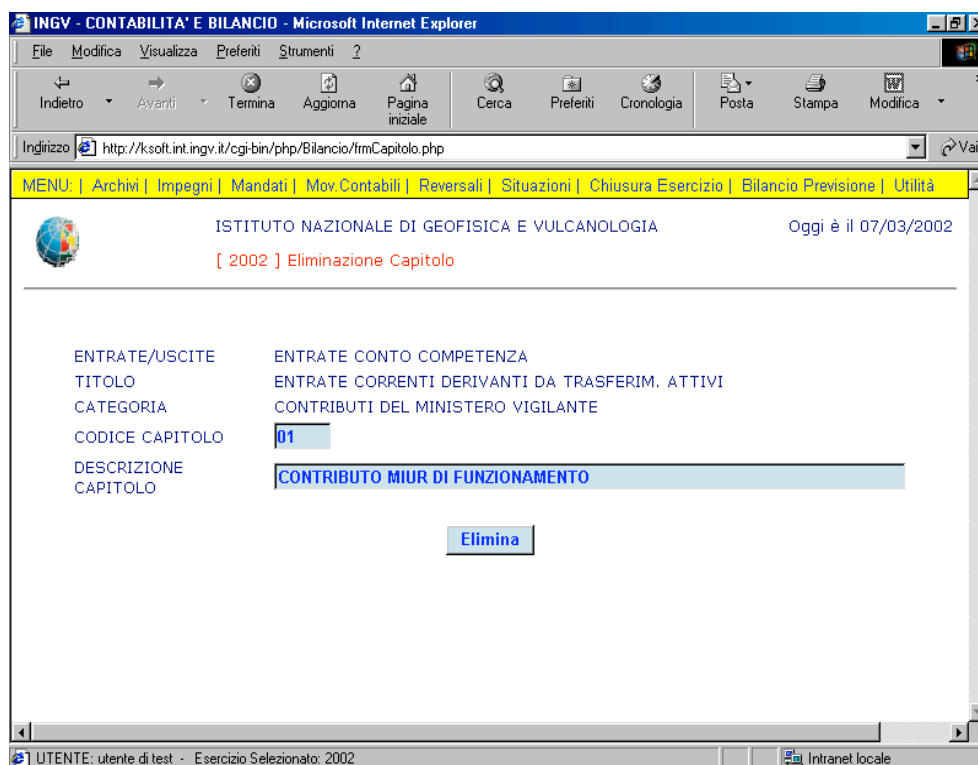 INGV - CONTABILITA' E BILANCIO - Microsoft Internet Explorer
File Modifica Visualizza Preferiti Strumenti ?
Indietro Avanti Termina Aggiorna Pagina iniziale Cerca Preferiti Cronologia Posta Stampa Modifica
Indirizzo http://ksoft.int.ingv.it/cgi-bin/php/Bilancio/frmCapitolo.php Vai
MENU: | Archivi | Impegni | Mandati | Mov.Contabili | Reversali | Situazioni | Chiusura Esercizio | Bilancio Previsione | Utilità
ISTITUTO NAZIONALE DI GEOFISICA E VULCANOLOGIA Oggi è il 07/03/2002
[ 2002 ] Eliminazione Capitolo
ENTRATE/USCITE ENTRATE CONTO COMPETENZA
TITOLO ENTRATE CORRENTI DERIVANTI DA TRASFERIM. ATTIVI
CATEGORIA CONTRIBUTI DEL MINISTERO VIGILANTE
CODICE CAPITOLO 01
DESCRIZIONE CAPITOLO CONTRIBUTO MIUR DI FUNZIONAMENTO
Elimina
UTENTE: utente di test - Esercizio Selezionato: 2002 Intranet locale